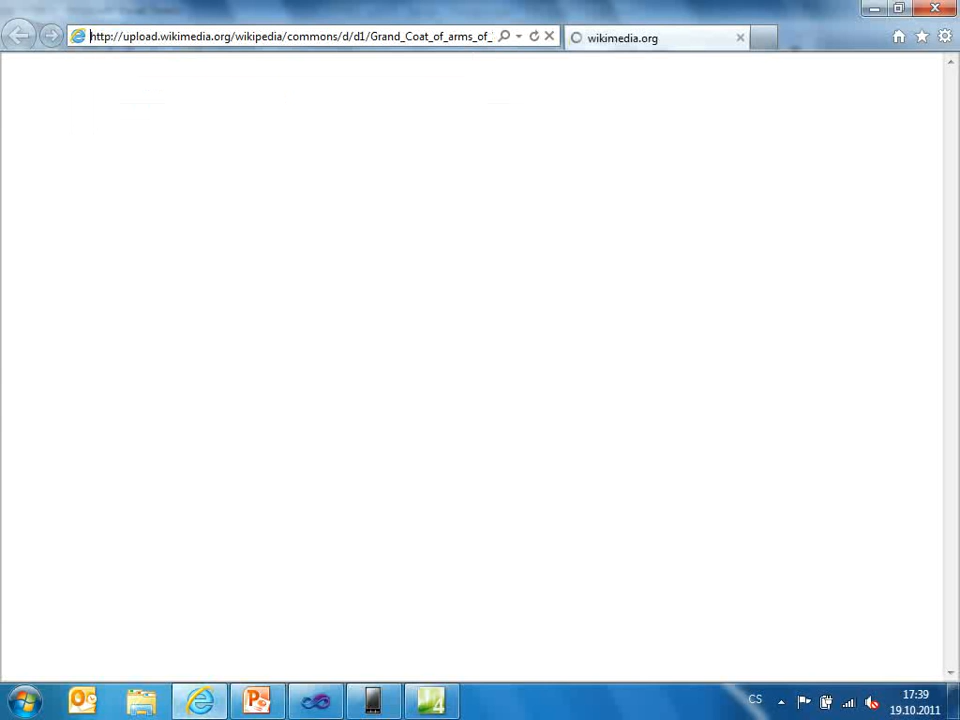 http://upload.wikimedia.org/wikipedia/commons/d/d1/Grand_Coat_of_arms_of_
wikimedia.org
CS
17:39
19.10.2011